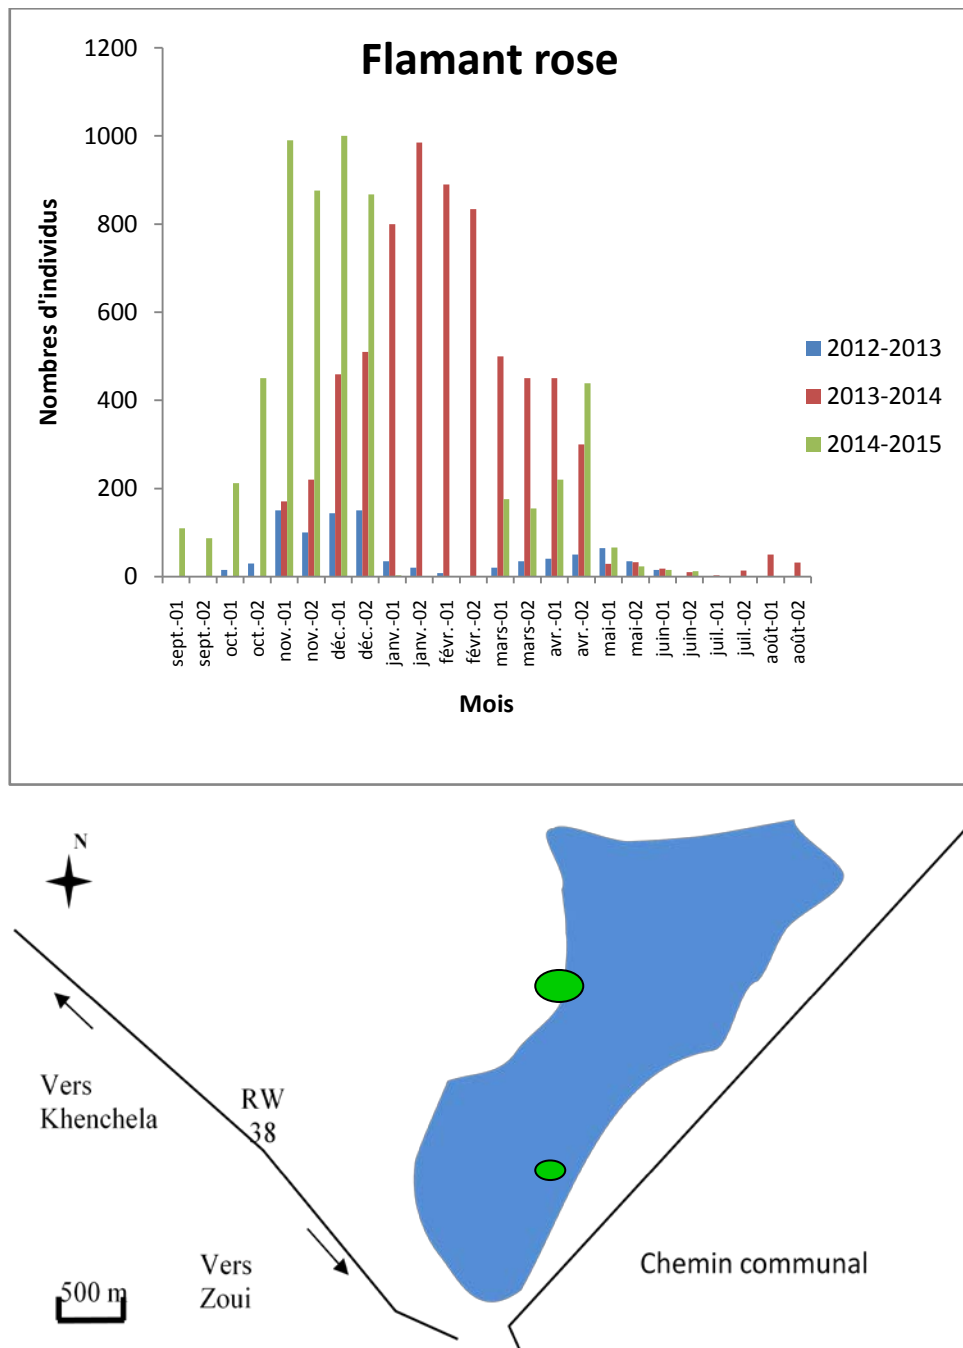 Flamant rose
1200
1000
800
600
400
200
0
Nombres d'individus
2012-2013
2013-2014
2014-2015
sept.-01
sept.-02
oct.-01
oct.-02
nov.-01
nov.-02
déc.-01
déc.-02
janv.-01
janv.-02
févr.-01
févr.-02
mars-01
mars-02
avr.-01
avr.-02
mai-01
mai-02
juin-01
juin-02
juil.-01
juil.-02
août-01
août-02
Mois
N
Vers
Khenchela
RW
38
Vers
Zoui
500 m
Chemin communal